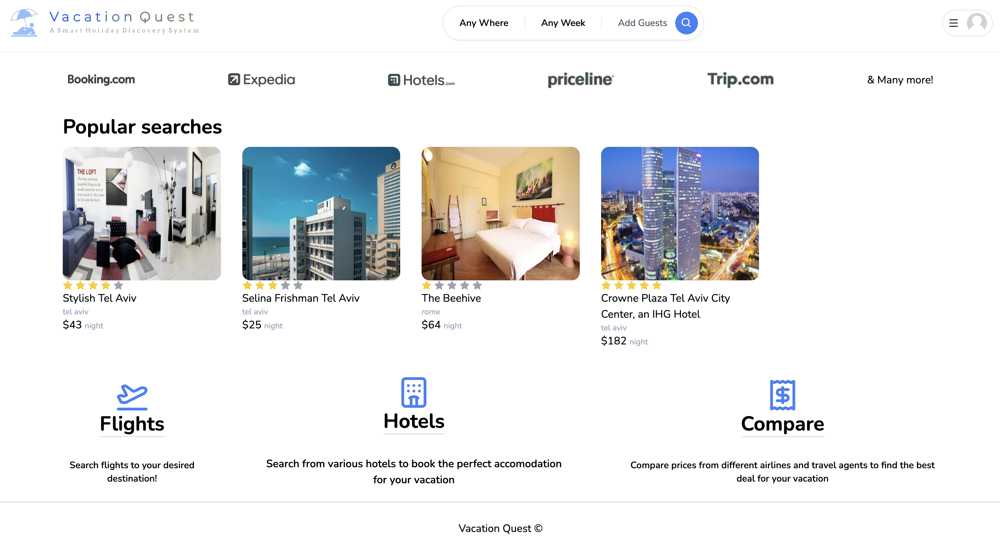 Vacation Quest
A Smart Holiday Discovery System
Any Where
Any Week
Add Guests
Booking.com
Expedia
Hotels.com
priceline
Trip.com
& Many more!
Popular searches
THE LOFT
The best and most
beautiful things in the
world cannot be seen or
even touched - they must
be felt with the heart.
Stylish Tel Aviv
tel aviv
$43 night
Selina Frishman Tel Aviv
tel aviv
$25 night
The Beehive
rome
$64 night
Crowne Plaza Tel Aviv City
Center, an IHG Hotel
tel aviv
$182 night
Flights
Search flights to your desired
destination!
Hotels
Search from various hotels to book the perfect accomodation
for your vacation
Compare
Compare prices from different airlines and travel agents to find the best
deal for your vacation
Vacation Quest ©